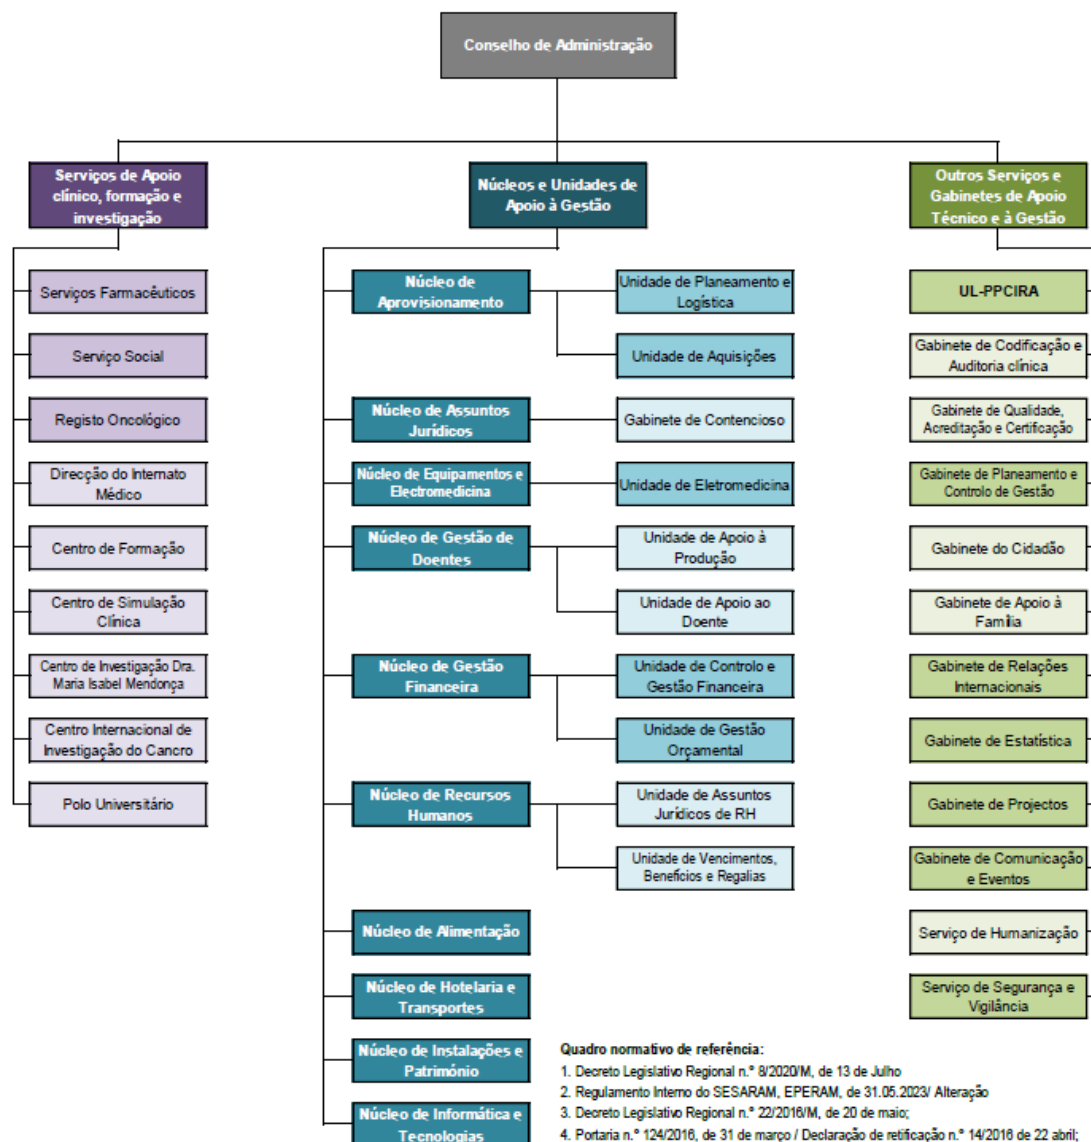 Conselho de Administração
Serviços de Apoio
clínico, formação e
investigação
Serviços Farmacêuticos
Serviço Social
Registo Oncológico
Direcção do Internato
Médico
Centro de Formação
Centro de Simulação
Clínica
Centro de Investigação Dra.
Maria Isabel Mendonça
Centro Internacional de
Investigação do Cancro
Polo Universitário
Núcleos e Unidades de
Apoio à Gestão
Núcleo de
Aprovisionamento
Unidade de Planeamento e
Logística
Unidade de Aquisições
Núcleo de Assuntos
Jurídicos
Gabinete de Contencioso
Núcleo de Equipamentos e
Electromedicina
Unidade de Eletromedicina
Núcleo de Gestão de
Doentes
Unidade de Apoio à
Produção
Unidade de Apoio ao
Doente
Núcleo de Gestão
Financeira
Unidade de Controlo e
Gestão Financeira
Unidade de Gestão
Orçamental
Núcleo de Recursos
Humanos
Unidade de Assuntos
Jurídicos de RH
Unidade de Vencimentos,
Benefícios e Regalias
Núcleo de Alimentação
Núcleo de Hotelaria e
Transportes
Núcleo de Instalações e
Património
Núcleo de Informática e
Tecnologias
Outros Serviços e
Gabinetes de Apoio
Técnico e à Gestão
UL-PPCIRA
Gabinete de Codificação e
Auditoria clínica
Gabinete de Qualidade,
Acreditação e Certificação
Gabinete de Planeamento e
Controlo de Gestão
Gabinete do Cidadão
Gabinete de Apoio à
Família
Gabinete de Relações
Internacionais
Gabinete de Estatística
Gabinete de Projectos
Gabinete de Comunicação
e Eventos
Serviço de Humanização
Serviço de Segurança e
Vigilância
Quadro normativo de referência:
1. Decreto Legislativo Regional n.º 8/2020/M, de 13 de Julho
2. Regulamento Interno do SESARAM, EPERAM, de 31.05.2023/ Alteração
3. Decreto Legislativo Regional n.º 22/2016/M, de 20 de maio;
4. Portaria n.º 124/2016, de 31 de março / Declaração de retificação n.º 14/2016 de 22 abril;